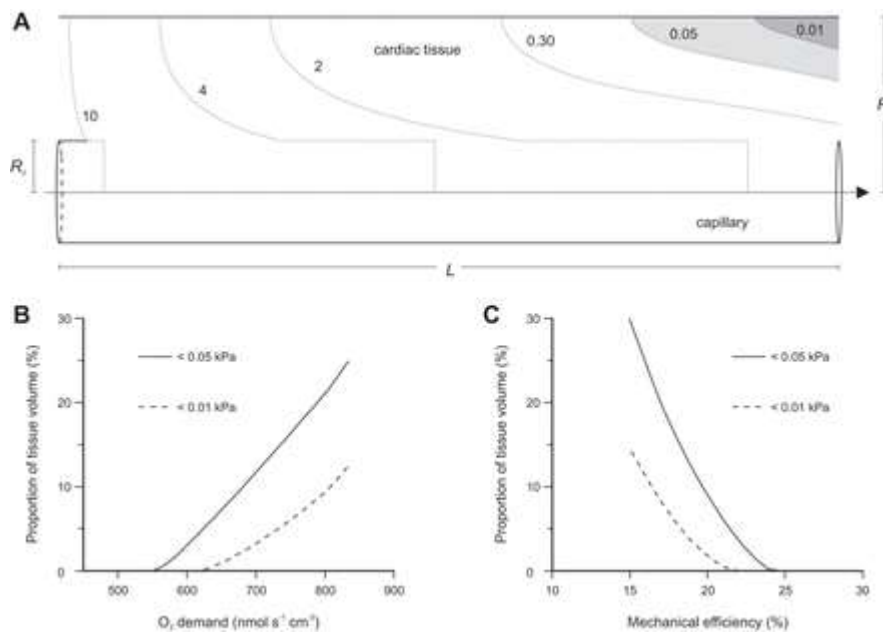 A
cardiac tissue
10
4
2
0.30
0.05
0.01
R
capillary
L
B
C
Proportion of tissue volume (%)
30
20
10
0
< 0.05 kPa
< 0.01 kPa
500
600
700
800
900
O₂ demand (nmol s⁻¹ cm⁻³)
Proportion of tissue volume (%)
30
20
10
0
< 0.05 kPa
< 0.01 kPa
10
15
20
25
30
Mechanical efficiency (%)